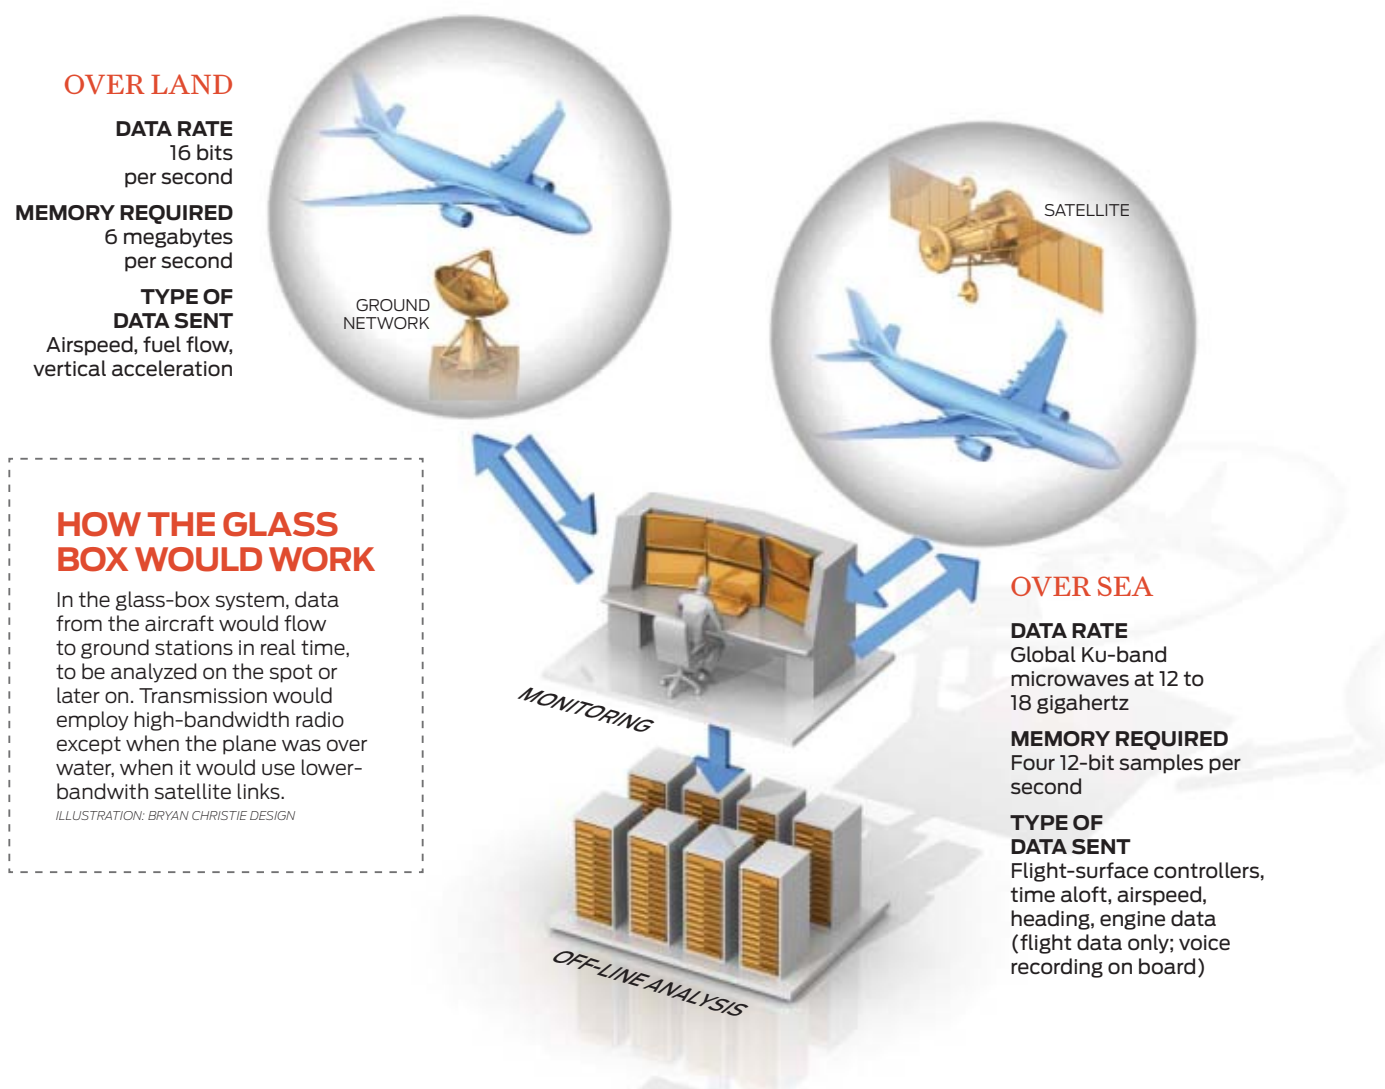 OVER LAND
DATA RATE
16 bits
per second
MEMORY REQUIRED
6 megabytes
per second
TYPE OF
DATA SENT
Airspeed, fuel flow,
vertical acceleration
GROUND
NETWORK
SATELLITE
HOW THE GLASS
BOX WOULD WORK
In the glass-box system, data
from the aircraft would flow
to ground stations in real time,
to be analyzed on the spot or
later on. Transmission would
employ high-bandwidth radio
except when the plane was over
water, when it would use lower-
bandwith satellite links.
ILLUSTRATION: BRYAN CHRISTIE DESIGN
MONITORING
OFF-LINE ANALYSIS
OVER SEA
DATA RATE
Global Ku-band
microwaves at 12 to
18 gigahertz
MEMORY REQUIRED
Four 12-bit samples per
second
TYPE OF
DATA SENT
Flight-surface controllers,
time aloft, airspeed,
heading, engine data
(flight data only; voice
recording on board)